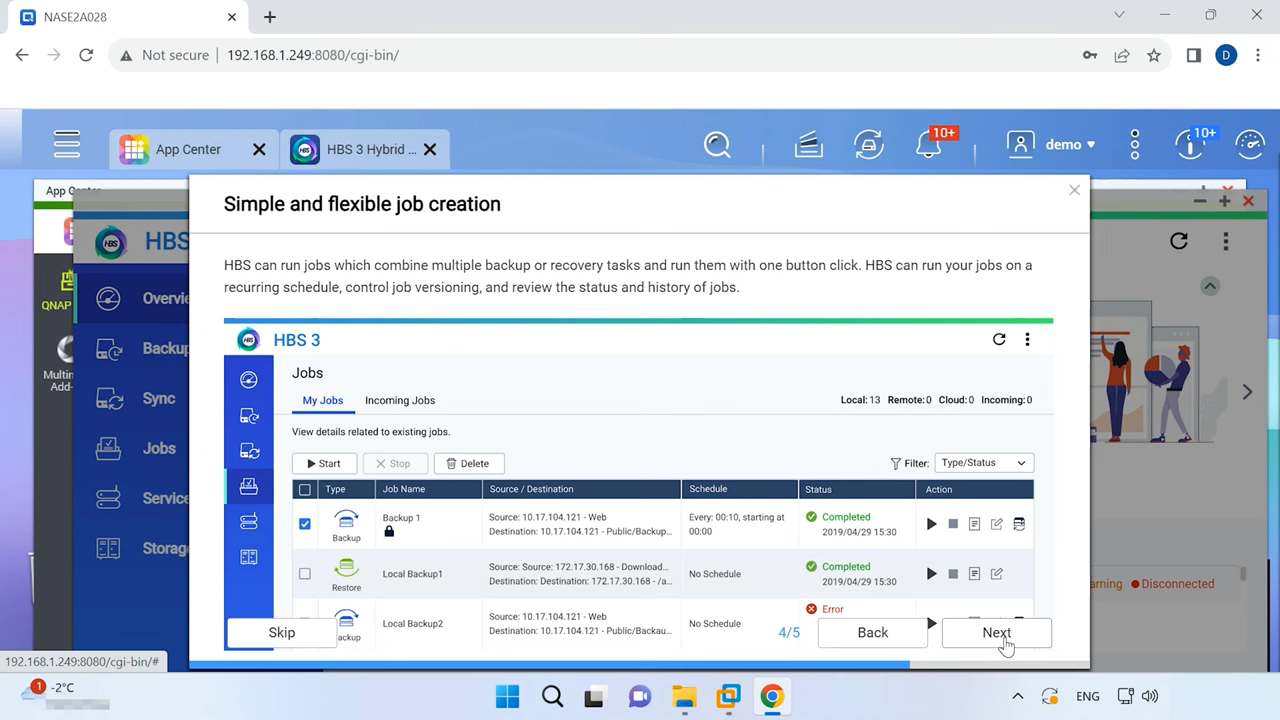 NASE2A028
Not secure
192.168.1.249:8080/cgi-bin/
D
App Center
HBS 3 Hybrid ...
10+
demo
10+
App Ce
HBS
QNAP
Overvie
Backup
Multim
Add-
Sync
Jobs
Service
Storag
Simple and flexible job creation
HBS can run jobs which combine multiple backup or recovery tasks and run them with one button click. HBS can run your jobs on a
recurring schedule, control job versioning, and review the status and history of jobs.
HBS 3
Jobs
My Jobs Incoming Jobs Local: 13 Remote: 0 Cloud: 0 Incoming: 0
View details related to existing jobs.
Start Stop Delete Filter: Type/Status
Type Job Name Source / Destination Schedule Status Action
Backup
Backup 1
Source: 10.17.104.121 - Web
Destination: 10.17.104.121 - Public/Backup...
Every: 00:10, starting at
00:00
Completed
2019/04/29 15:30
Restore
Local Backup1
Source: Source: 172.17.30.168 - Download...
Destination: Destination: 172.17.30.168 - /a...
No Schedule
Completed
2019/04/29 15:30
ackup
Local Backup2
Source: 10.17.104.121 - Web
Destination: 10.17.104.121 - Public/Backau...
No Schedule
Error
Skip 4/5 Back Next
arning Disconnected
192.168.1.249:8080/cgi-bin/#
1
-2°C
ENG